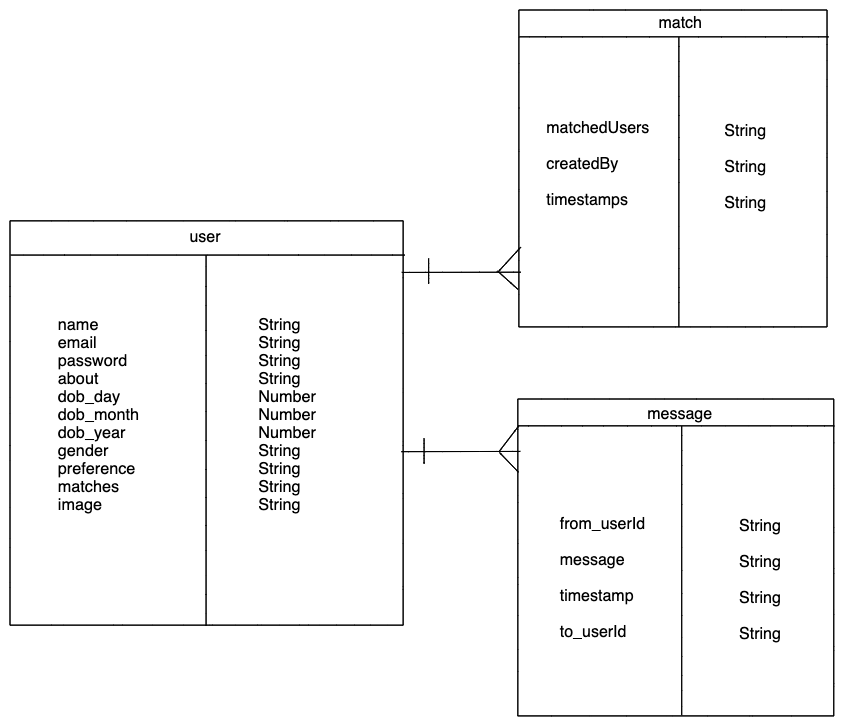 match
matchedUsers String
createdBy String
timestamps String
user
name String
email String
password String
about String
dob_day Number
dob_month Number
dob_year Number
gender String
preference String
matches String
image String
message
from_userId String
message String
timestamp String
to_userId String